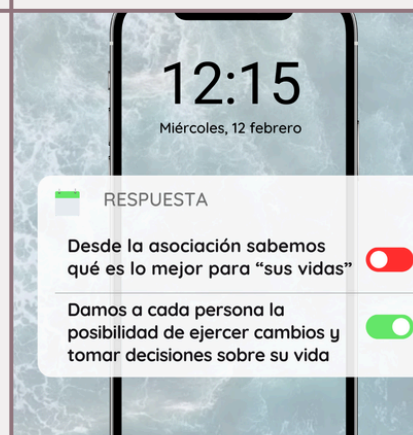 12:15
Miércoles, 12 febrero
RESPUESTA
Desde la asociación sabemos
qué es lo mejor para “sus vidas”
Damos a cada persona la
posibilidad de ejercer cambios y
tomar decisiones sobre su vida